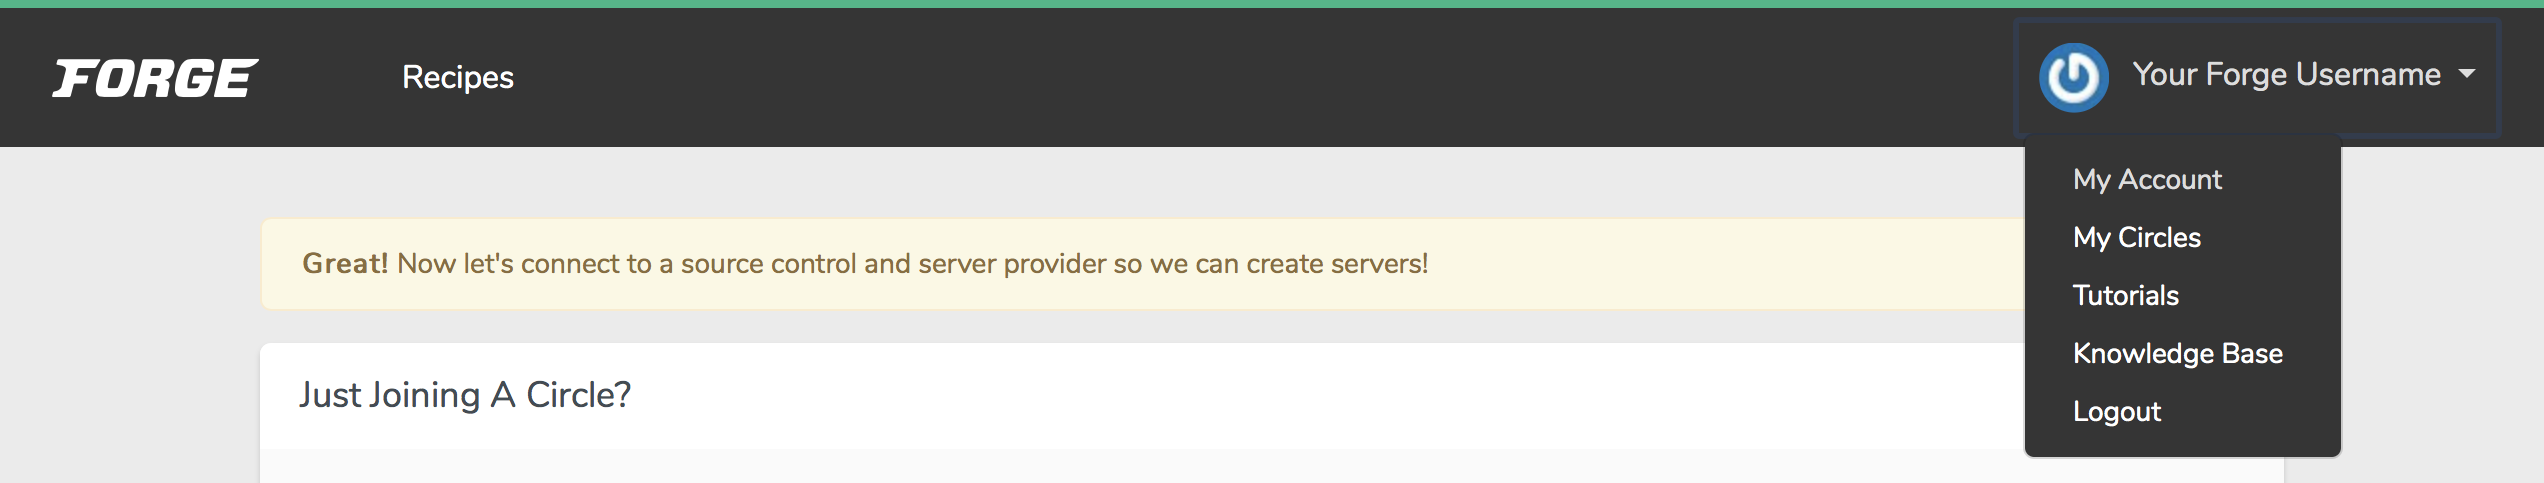 FORGE
Recipes
Your Forge Username
My Account
My Circles
Tutorials
Knowledge Base
Logout
Great! Now let's connect to a source control and server provider so we can create servers!
Just Joining A Circle?